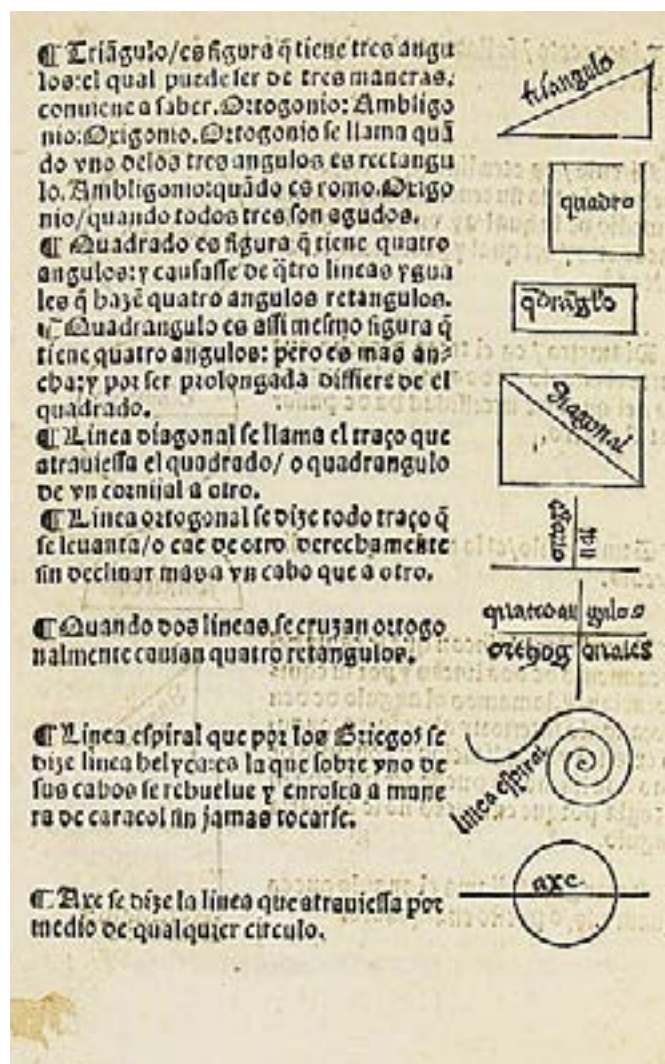 ¶ Triãgulo/es figura q̃ tiene tres angu
los:el qual puede ser de tres maneras.
conuiene a saber. Ortogonio: Ambligo
nio: Oxigonio. Ortogonio se llama quã
do vno delos tres angulos es rectangu
lo. Ambligonio:quãdo es romo. Oxigo
nio/quando todos tres son agudos.
¶ Quadrado es figura q̃ tiene quatro
angulos:y causasse de q̃tro lineas ygua
les q̃ hazẽ quatro angulos retangulos.
¶ Quadrangulo es assi mesmo figura q̃
tiene quatro angulos: pero es mas an-
cha:y por ser prolongada differe de el
quadrado.
¶ Linea diagonal se llama el traço que
atrauiessa el quadrado/ o quadrangulo
de vn cornijal a otro.
¶ Linea ortogonal se dize todo traço q̃
se leuanta/o cae de otro derechamente
sin declinar mas a vn cabo que a otro.
¶ Quando dos lineas se cruzan ortogo
nalmente causan quatro retangulos.
¶ Linea espiral que por los Griegos se
dize linea helyca:es la que sobre vno de
sus cabos se rebuelue y enrosca a mane
ra de caracol sin jamas tocarse.
¶ Axe se dize la linea que atrauiessa por
medio de qualquier circulo.
triangulo
quadro
q̃drãg̃lo
diagonal
quatro an gulos
orthog onales
linea espiral
axe